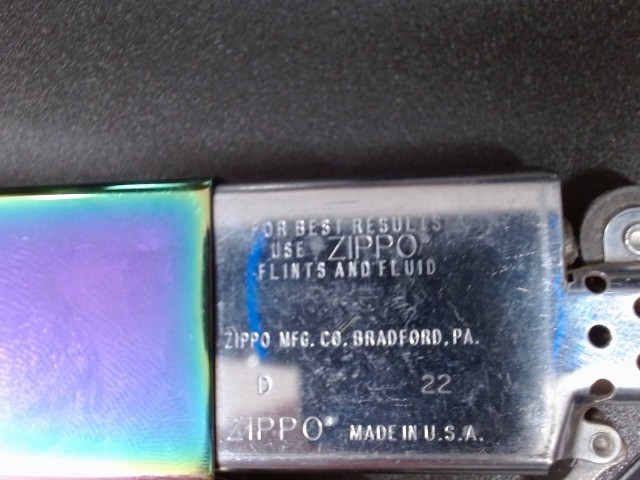 FOR BEST RESULTS
USE ZIPPO®
FLINTS AND FLUID
ZIPPO MFG. CO. BRADFORD, PA.
D 22
ZIPPO® MADE IN U.S.A.